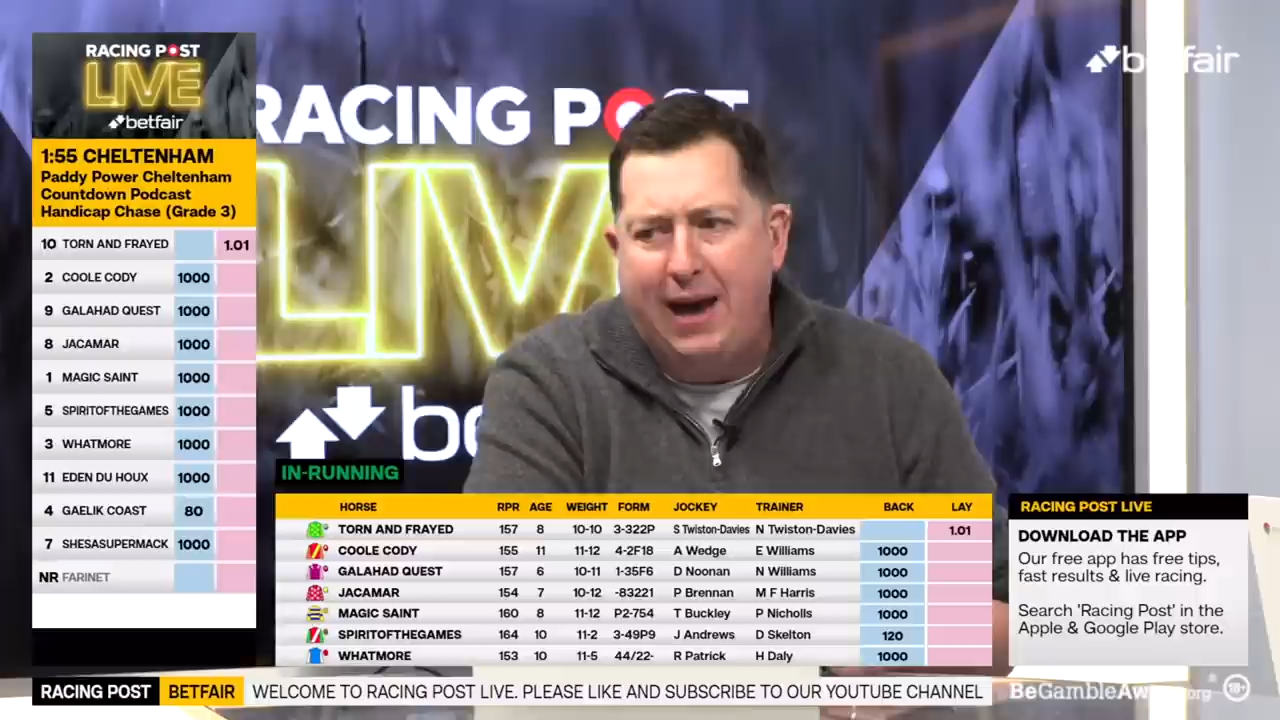 RACING POST
LIVE
betfair
1:55 CHELTENHAM
Paddy Power Cheltenham
Countdown Podcast
Handicap Chase (Grade 3)
10 TORN AND FRAYED 1.01
2 COOLE CODY 1000
9 GALAHAD QUEST 1000
8 JACAMAR 1000
1 MAGIC SAINT 1000
5 SPIRITOFTHEGAMES 1000
3 WHATMORE 1000
11 EDEN DU HOUX 1000
4 GAELIK COAST 80
7 SHESASUPERMACK 1000
NR FARINET
RACING POST
LIV
be
be fair
IN-RUNNING
HORSE RPR AGE WEIGHT FORM JOCKEY TRAINER BACK LAY
TORN AND FRAYED 157 8 10-10 3-322P S Twiston-Davies N Twiston-Davies 1.01
COOLE CODY 155 11 11-12 4-2F18 A Wedge E Williams 1000
GALAHAD QUEST 157 6 10-11 1-35F6 D Noonan N Williams 1000
JACAMAR 154 7 10-12 -83221 P Brennan M F Harris 1000
MAGIC SAINT 160 8 11-12 P2-754 T Buckley P Nicholls 1000
SPIRITOFTHEGAMES 164 10 11-2 3-49P9 J Andrews D Skelton 120
WHATMORE 153 10 11-5 44/22- R Patrick H Daly 1000
RACING POST LIVE
DOWNLOAD THE APP
Our free app has free tips,
fast results & live racing.
Search 'Racing Post' in the
Apple & Google Play store.
RACING POST BETFAIR WELCOME TO RACING POST LIVE. PLEASE LIKE AND SUBSCRIBE TO OUR YOUTUBE CHANNEL
BeGambleAware.org 18+